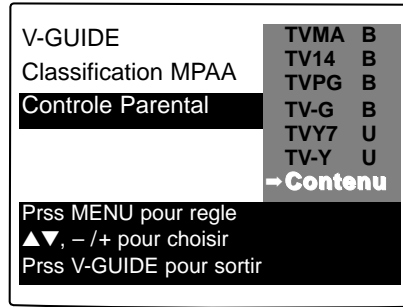 V-GUIDE
Classification MPAA
Controle Parental
TVMA B
TV14 B
TVPG B
TV-G B
TVY7 U
TV-Y U
➡Contenu
Prss MENU pour regle
▲▼, – /+ pour choisir
Prss V-GUIDE pour sortir